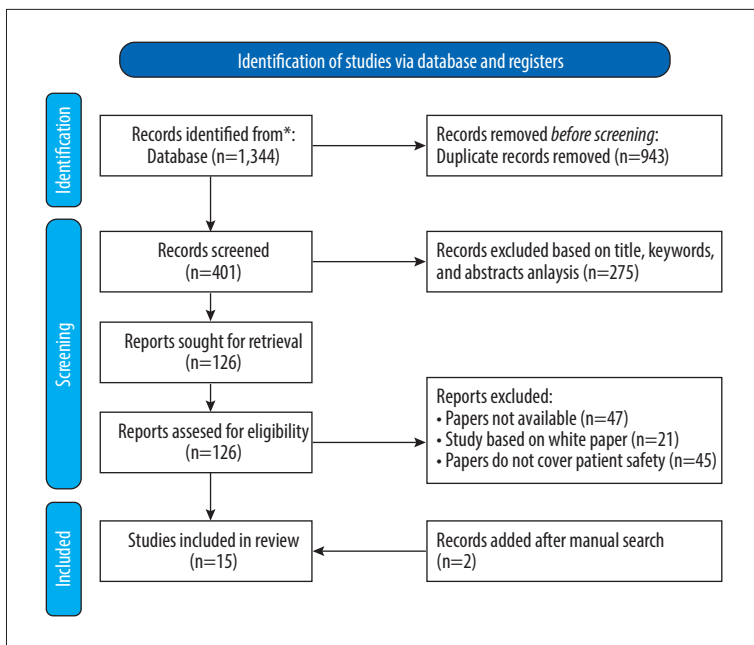 Identification of studies via database and registers
Identification
Records identified from*:
Database (n=1,344)
Records removed before screening:
Duplicate records removed (n=943)
Screening
Records screened
(n=401)
Records excluded based on title, keywords,
and abstracts anlaysis (n=275)
Reports sought for retrieval
(n=126)
Reports assesed for eligibility
(n=126)
Reports excluded:
• Papers not available (n=47)
• Study based on white paper (n=21)
• Papers do not cover patient safety (n=45)
Included
Studies included in review
(n=15)
Records added after manual search
(n=2)